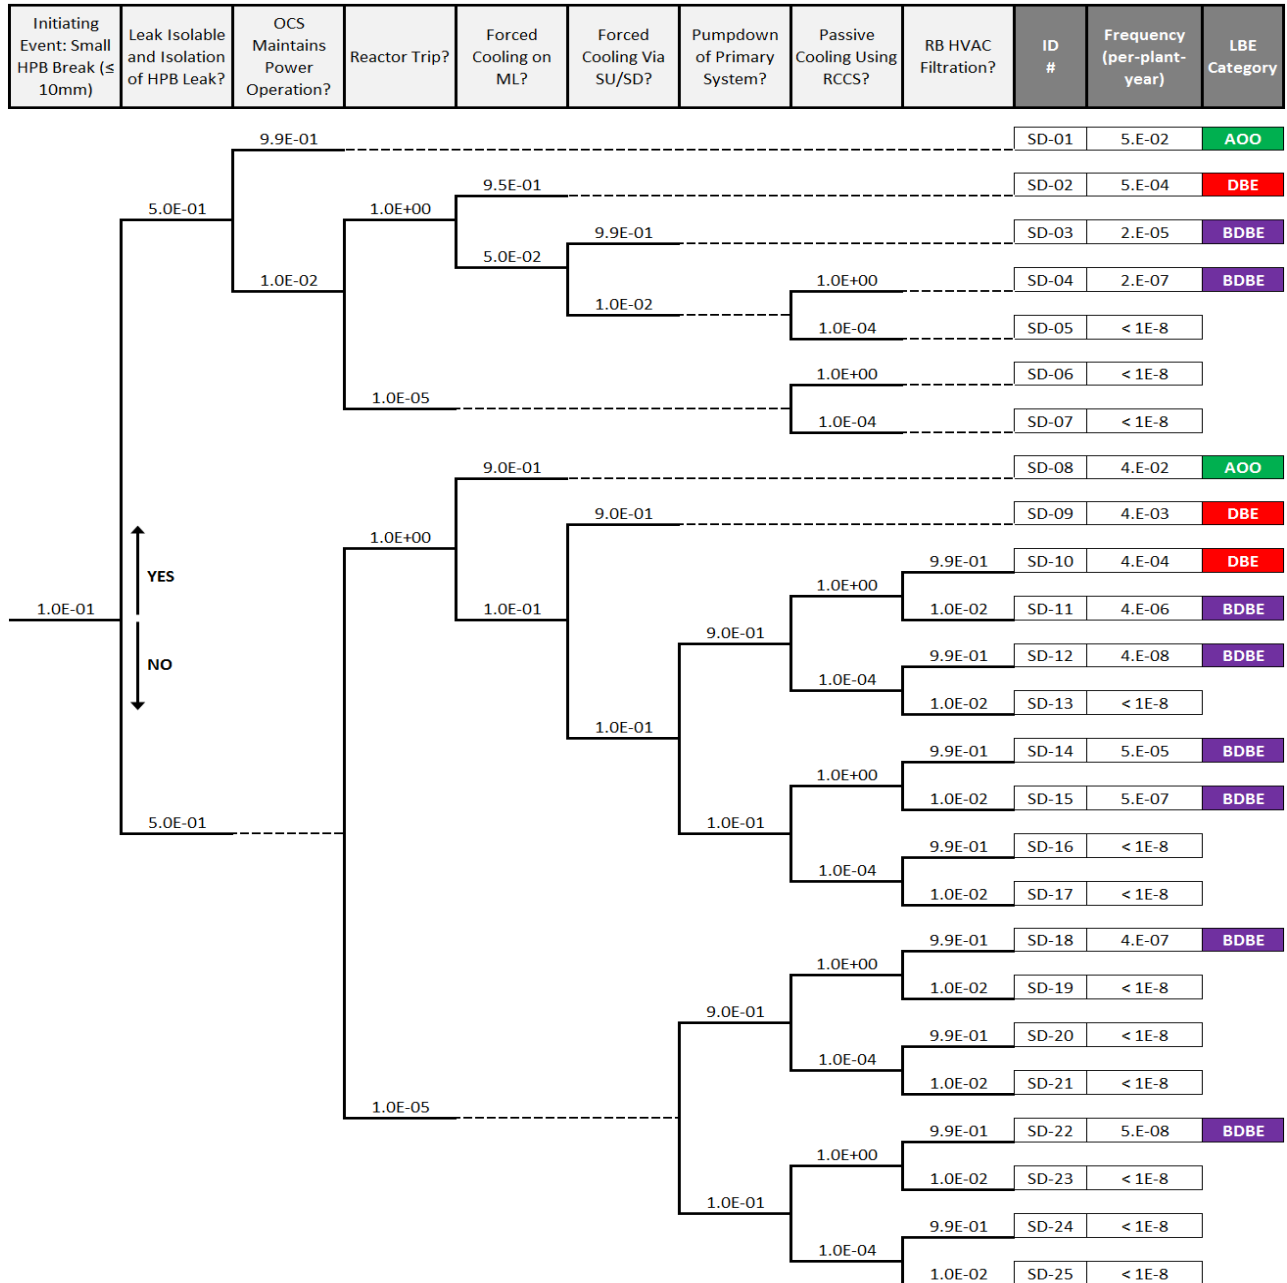 Initiating
Event: Small
HPB Break (≤
10mm)
Leak Isolable
and Isolation
of HPB Leak?
OCS
Maintains
Power
Operation?
Reactor Trip?
Forced
Cooling on
ML?
Forced
Cooling Via
SU/SD?
Pumpdown
of Primary
System?
Passive
Cooling Using
RCCS?
RB HVAC
Filtration?
ID
#
Frequency
(per-plant-
year)
LBE
Category
9.9E-01
SD-01 5.E-02 AOO
9.5E-01
SD-02 5.E-04 DBE
5.0E-01
1.0E+00
9.9E-01
SD-03 2.E-05 BDBE
5.0E-02
1.0E-02
1.0E+00
SD-04 2.E-07 BDBE
1.0E-02
1.0E-04
SD-05 < 1E-8
1.0E+00
SD-06 < 1E-8
1.0E-05
1.0E-04
SD-07 < 1E-8
9.0E-01
SD-08 4.E-02 AOO
9.0E-01
SD-09 4.E-03 DBE
1.0E+00
9.9E-01
SD-10 4.E-04 DBE
YES
1.0E+00
1.0E-01
1.0E-01
1.0E-02
SD-11 4.E-06 BDBE
9.0E-01
NO
9.9E-01
SD-12 4.E-08 BDBE
1.0E-04
1.0E-02
SD-13 < 1E-8
1.0E-01
9.9E-01
SD-14 5.E-05 BDBE
1.0E+00
1.0E-02
SD-15 5.E-07 BDBE
5.0E-01
1.0E-01
9.9E-01
SD-16 < 1E-8
1.0E-04
1.0E-02
SD-17 < 1E-8
9.9E-01
SD-18 4.E-07 BDBE
1.0E+00
1.0E-02
SD-19 < 1E-8
9.0E-01
9.9E-01
SD-20 < 1E-8
1.0E-04
1.0E-02
SD-21 < 1E-8
1.0E-05
9.9E-01
SD-22 5.E-08 BDBE
1.0E+00
1.0E-02
SD-23 < 1E-8
1.0E-01
9.9E-01
SD-24 < 1E-8
1.0E-04
1.0E-02
SD-25 < 1E-8